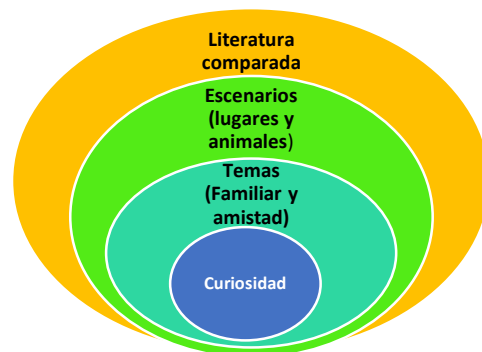 Literatura
comparada
Escenarios
(lugares y
animales)
Temas
(Familiar y
amistad)
Curiosidad